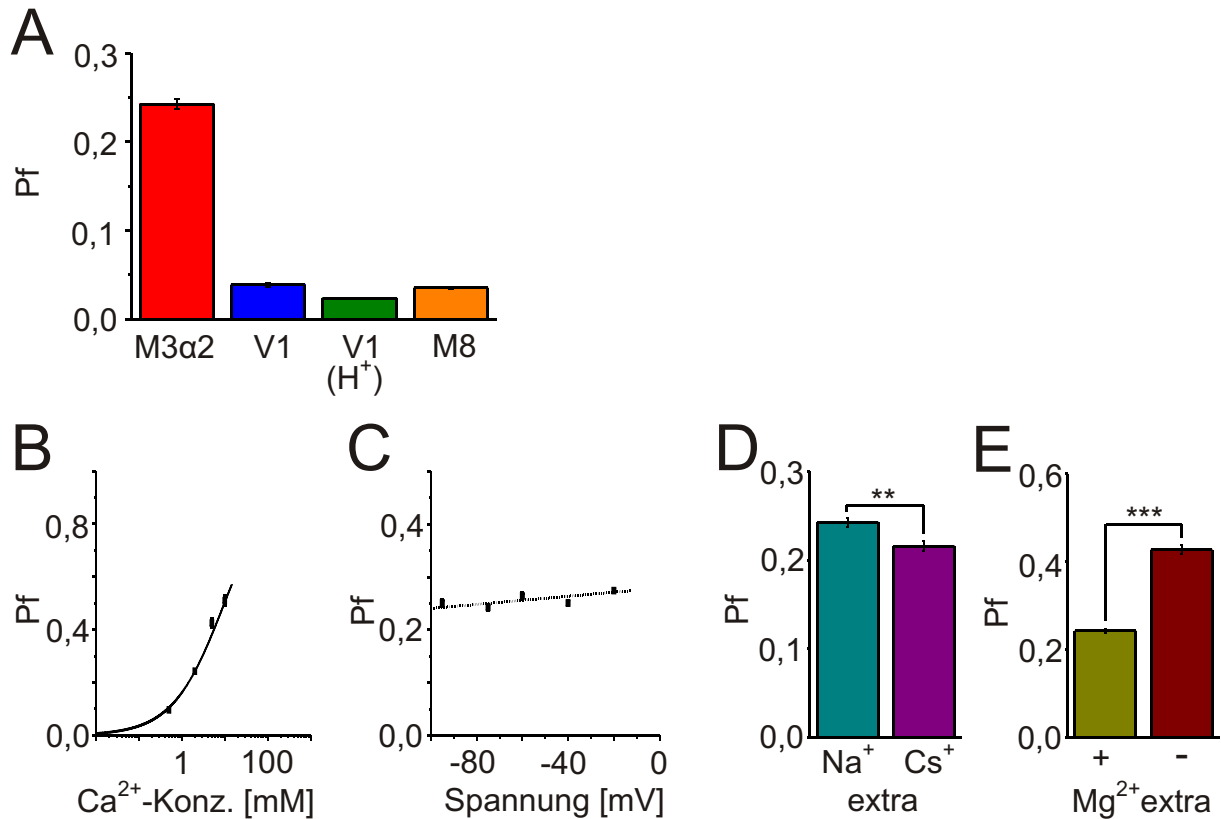 A
0,3
0,2
0,1
0,0
Pf
M3α2 V1 V1 M8
(H⁺)
B
0,8
0,4
0,0
Pf
1 100
Ca²⁺-Konz. [mM]
C
0,4
0,2
0,0
Pf
-80 -40 0
Spannung [mV]
D
0,3
0,2
0,1
0,0
Pf
**
Na⁺ Cs⁺
extra
E
0,6
0,4
0,2
0,0
Pf
***
+ -
Mg²⁺extra